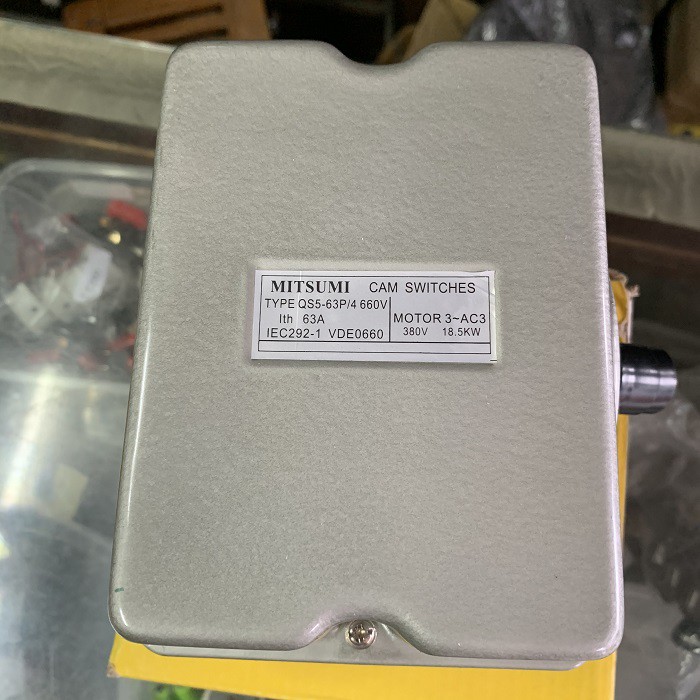 MITSUMI CAM SWITCHES
TYPE QS5-63P/4 660V
Ith 63A
MOTOR 3~AC3
IEC292-1 VDE0660
380V 18.5KW